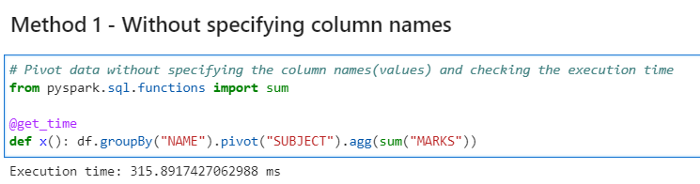 Method 1 - Without specifying column names
# Pivot data without specifying the column names(values) and checking the execution time
from pyspark.sql.functions import sum
@get_time
def x(): df.groupBy("NAME").pivot("SUBJECT").agg(sum("MARKS"))
Execution time: 315.8917427062988 ms